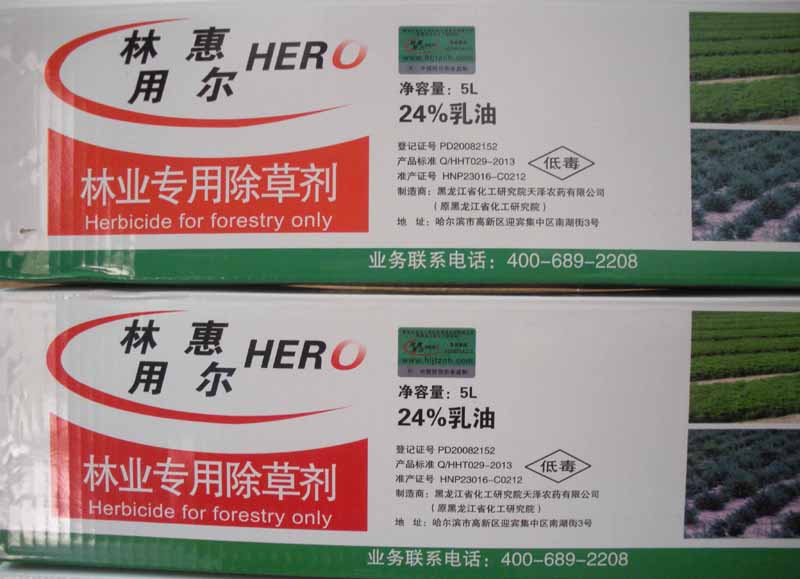 林 惠
用 尔
HERO
www.hljtznh.com
净容量: 5L
24%乳油
登记证号 PD20082152
产品标准 Q/HHT029-2013
准产证号 HNP23016-C0212
低毒
制造商: 黑龙江省化工研究院天泽农药有限公司
(原黑龙江省化工研究院)
地 址: 哈尔滨市高新区迎宾集中区南湖街3号
林业专用除草剂
Herbicide for forestry only
业务联系电话: 400-689-2208
林 惠
用 尔
HERO
www.hljtznh.com
净容量: 5L
24%乳油
登记证号 PD20082152
产品标准 Q/HHT029-2013
准产证号 HNP23016-C0212
低毒
制造商: 黑龙江省化工研究院天泽农药有限公司
(原黑龙江省化工研究院)
地 址: 哈尔滨市高新区迎宾集中区南湖街3号
林业专用除草剂
Herbicide for forestry only
业务联系电话: 400-689-2208